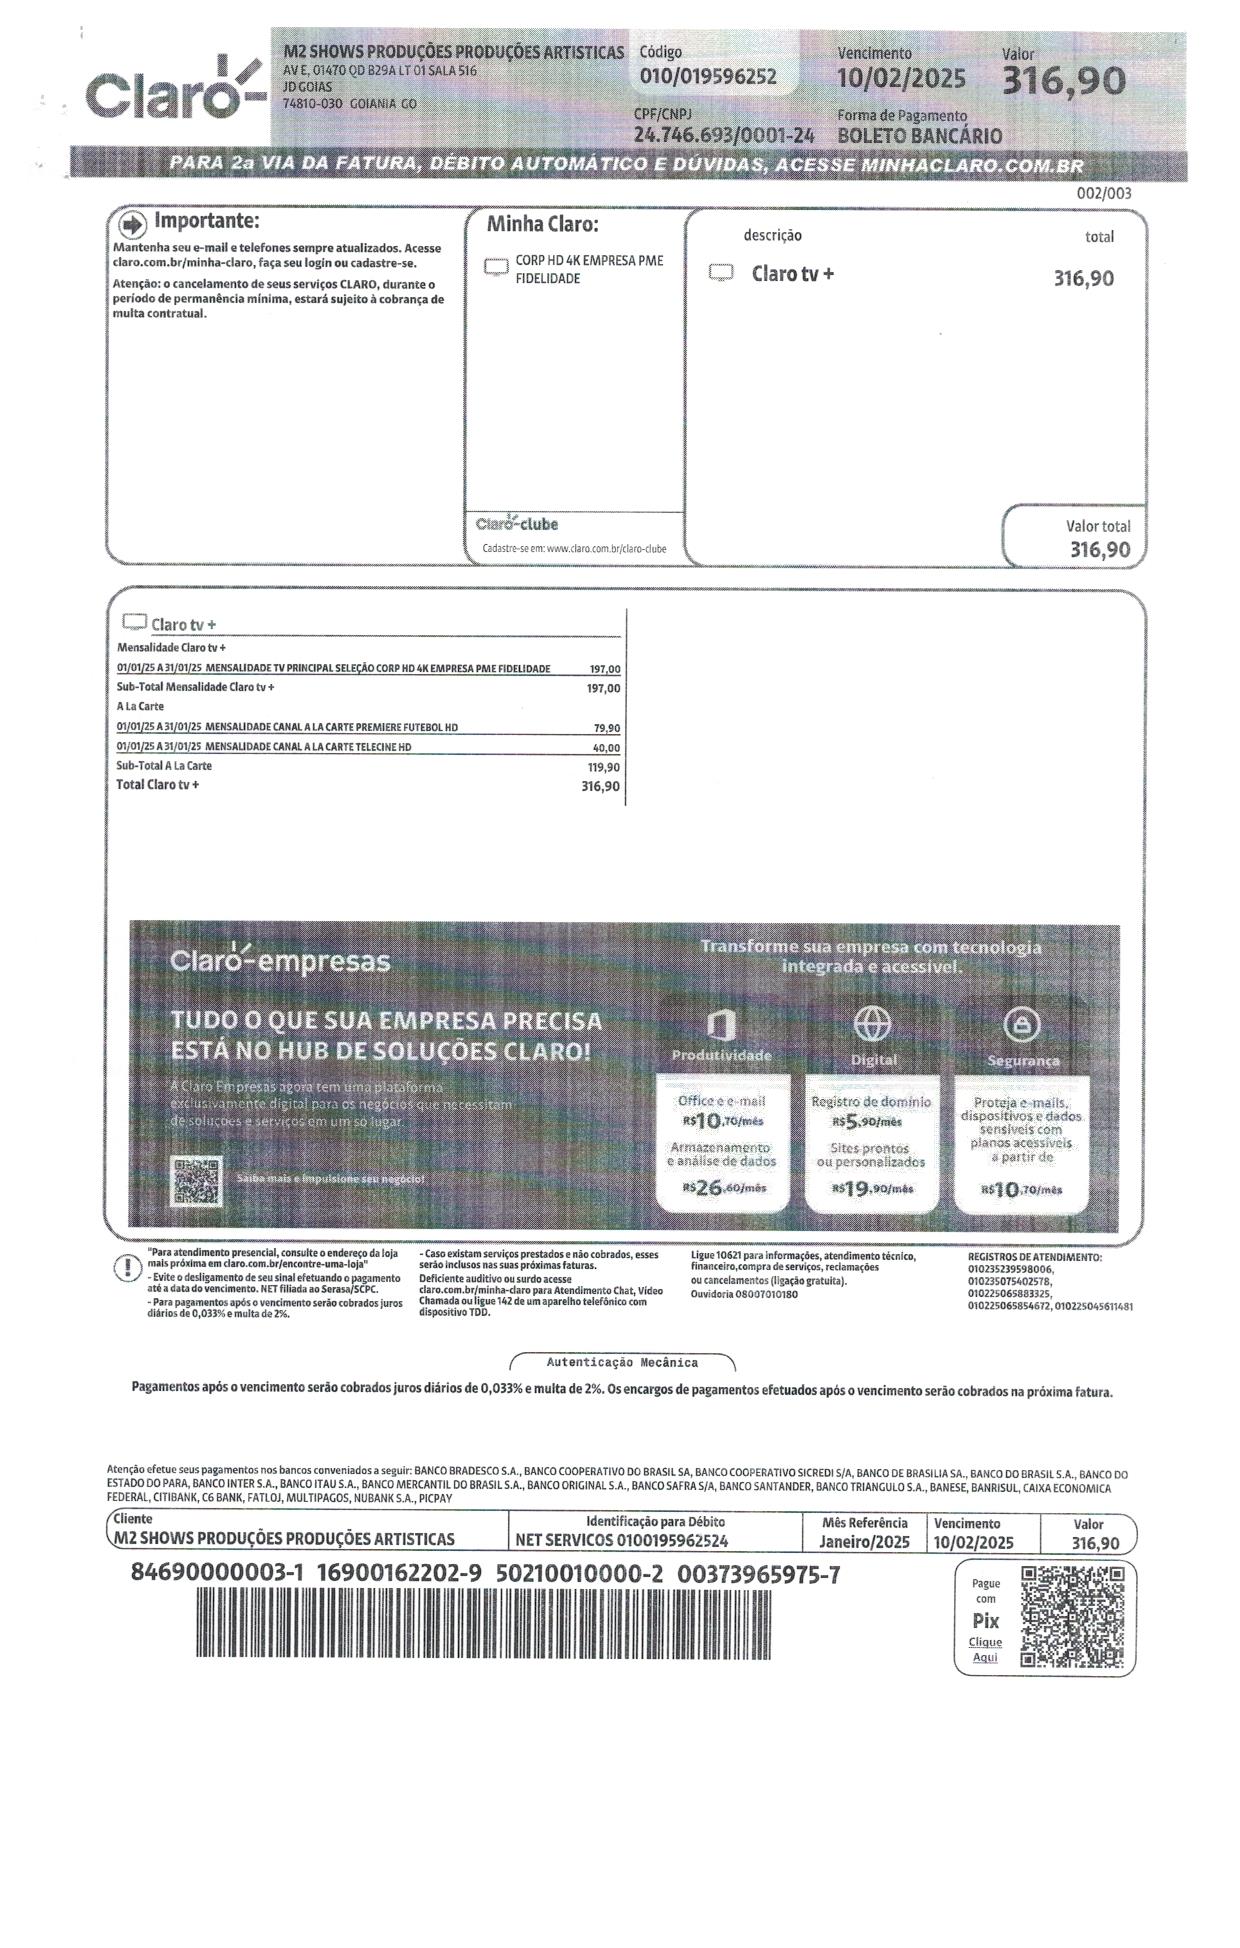 Claro
M2 SHOWS PRODUÇÕES PRODUÇÕES ARTISTICAS
AV E, 01470 QD B29A LT 01 SALA 516
JD GOIAS
74810-030 GOIANIA GO
Código
010/019596252
CPF/CNPJ
24.746.693/0001-24
Vencimento
10/02/2025
Valor
316,90
Forma de Pagamento
BOLETO BANCÁRIO
PARA 2a VIA DA FATURA, DÉBITO AUTOMÁTICO E DÚVIDAS, ACESSE MINHACLARO.COM.BR
002/003
Importante:
Mantenha seu e-mail e telefones sempre atualizados. Acesse
claro.com.br/minha-claro, faça seu login ou cadastre-se.
Atenção: o cancelamento de seus serviços CLARO, durante o
período de permanência mínima, estará sujeito à cobrança de
multa contratual.
Minha Claro:
CORP HD 4K EMPRESA PME
FIDELIDADE
Claro-clube
Cadastre-se em: www.claro.com.br/claro-clube
descrição total
Claro tv + 316,90
Valor total
316,90
Claro tv +
Mensalidade Claro tv +
01/01/25 A 31/01/25 MENSALIDADE TV PRINCIPAL SELEÇÃO CORP HD 4K EMPRESA PME FIDELIDADE 197,00
Sub-Total Mensalidade Claro tv + 197,00
A La Carte
01/01/25 A 31/01/25 MENSALIDADE CANAL A LA CARTE PREMIERE FUTEBOL HD 79,90
01/01/25 A 31/01/25 MENSALIDADE CANAL A LA CARTE TELECINE HD 40,00
Sub-Total A La Carte 119,90
Total Claro tv + 316,90
Claro-empresas
TUDO O QUE SUA EMPRESA PRECISA
ESTÁ NO HUB DE SOLUÇÕES CLARO!
A Claro Empresas agora tem uma plataforma
exclusivamente digital para os negócios que necessitam
de soluções e serviços em um só lugar.
Saiba mais e impulsione seu negócio!
Transforme sua empresa com tecnologia
integrada e acessível.
Produtividade
Office e e-mail
R$10,70/mês
Armazenamento
e análise de dados
R$26,60/mês
Digital
Registro de domínio
R$5,90/mês
Sites prontos
ou personalizados
R$19,90/mês
Segurança
Proteja e-mails,
dispositivos e dados
sensíveis com
planos acessíveis
a partir de
R$10,70/mês
"Para atendimento presencial, consulte o endereço da loja
mais próxima em claro.com.br/encontre-uma-loja"
- Evite o desligamento de seu sinal efetuando o pagamento
até a data do vencimento. NET filiada ao Serasa/SCPC.
- Para pagamentos após o vencimento serão cobrados juros
diários de 0,033% e multa de 2%.
- Caso existam serviços prestados e não cobrados, esses
serão inclusos nas suas próximas faturas.
Deficiente auditivo ou surdo acesse
claro.com.br/minha-claro para Atendimento Chat, Vídeo
Chamada ou ligue 142 de um aparelho telefônico com
dispositivo TDD.
Ligue 10621 para informações, atendimento técnico,
financeiro,compra de serviços, reclamações
ou cancelamentos (ligação gratuita).
Ouvidoria 08007010180
REGISTROS DE ATENDIMENTO:
010235239598006,
010235075402578,
010225065883325,
010225065854672, 010225045611481
Autenticação Mecânica
Pagamentos após o vencimento serão cobrados juros diários de 0,033% e multa de 2%. Os encargos de pagamentos efetuados após o vencimento serão cobrados na próxima fatura.
Atenção efetue seus pagamentos nos bancos conveniados a seguir: BANCO BRADESCO S.A., BANCO COOPERATIVO DO BRASIL SA, BANCO COOPERATIVO SICREDI S/A, BANCO DE BRASILIA SA., BANCO DO BRASIL S.A., BANCO DO
ESTADO DO PARA, BANCO INTER S.A., BANCO ITAU S.A., BANCO MERCANTIL DO BRASIL S.A., BANCO ORIGINAL S.A., BANCO SAFRA S/A, BANCO SANTANDER, BANCO TRIANGULO S.A., BANESE, BANRISUL, CAIXA ECONOMICA
FEDERAL, CITIBANK, C6 BANK, FATLOJ, MULTIPAGOS, NUBANK S.A., PICPAY
Cliente
M2 SHOWS PRODUÇÕES PRODUÇÕES ARTISTICAS
Identificação para Débito
NET SERVICOS 0100195962524
Mês Referência
Janeiro/2025
Vencimento
10/02/2025
Valor
316,90
84690000003-1 16900162202-9 50210010000-2 00373965975-7
Pague
com
Pix
Clique
Aqui